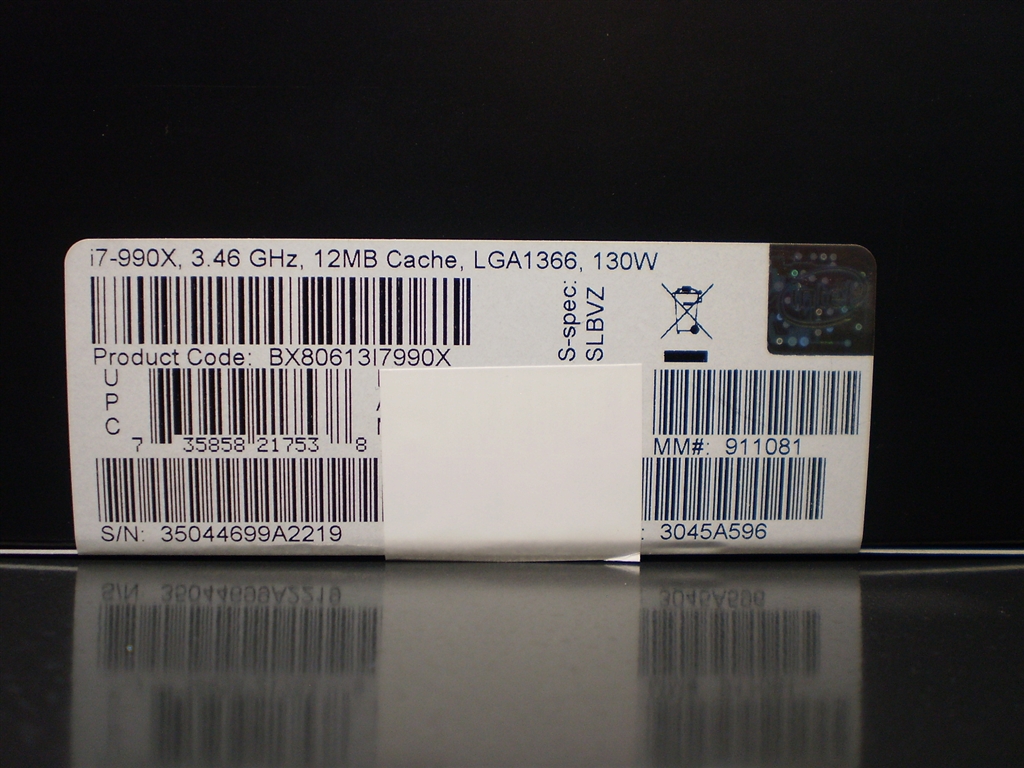 i7-990X, 3.46 GHz, 12MB Cache, LGA1366, 130W
S-spec:
SLBVZ
Product Code: BX80613I7990X
UPC
7 35858 21753 8
MM#: 911081
S/N: 35044699A2219
: 3045A596